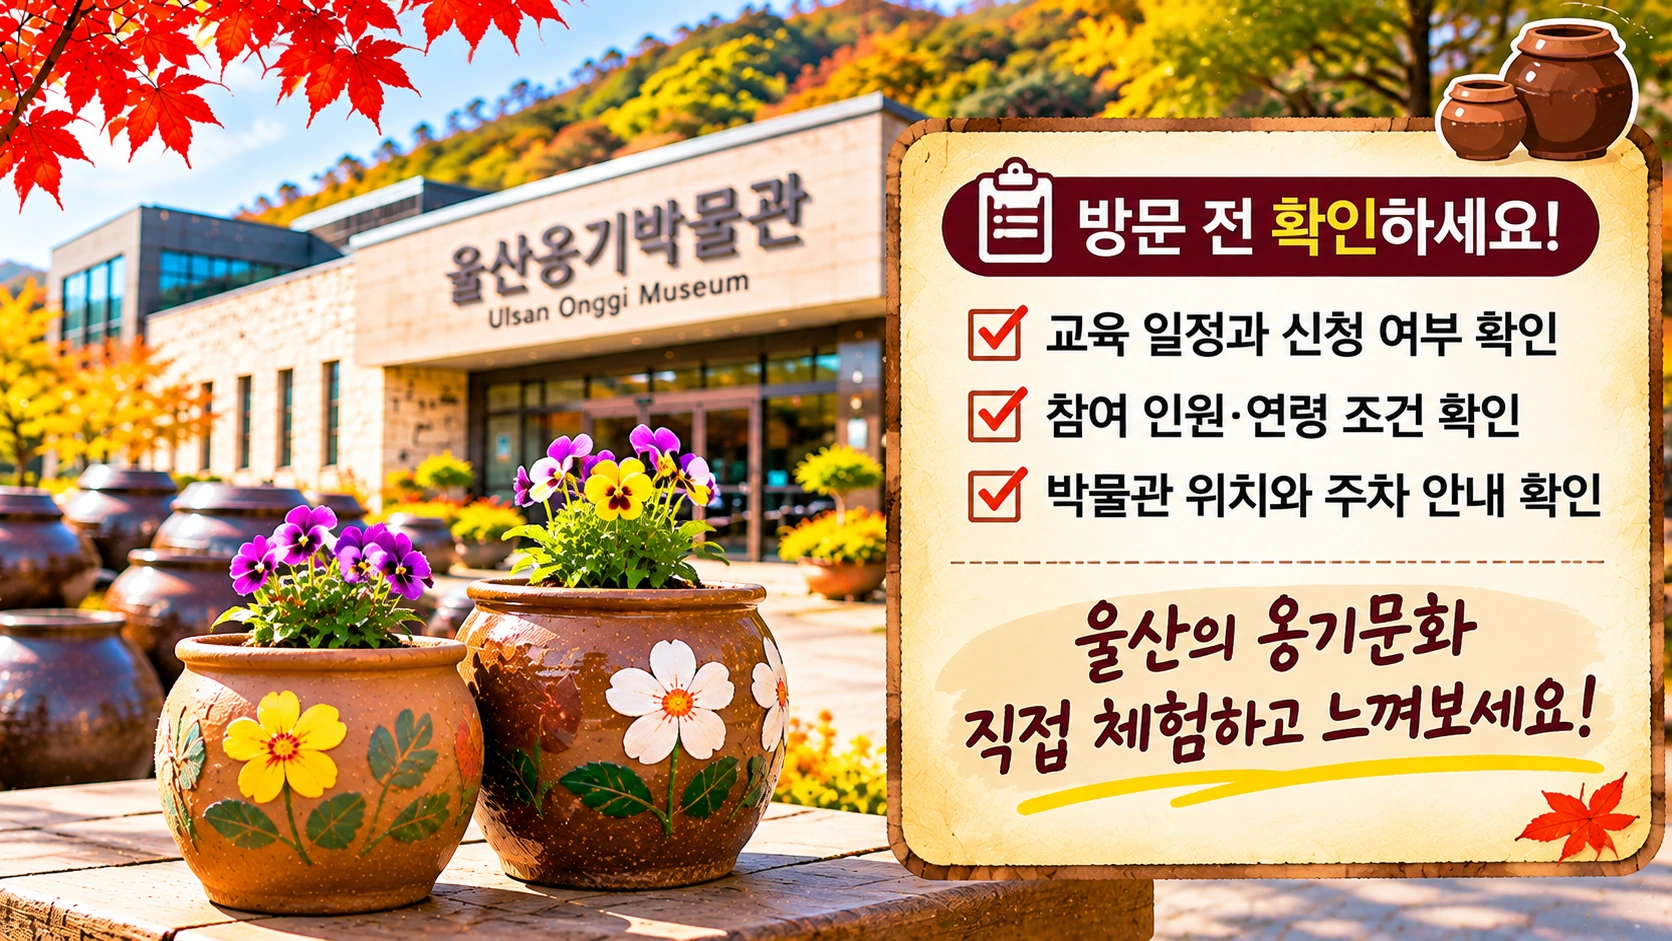 울산옹기박물관
Ulsan Onggi Museum
방문 전 확인하세요!
교육 일정과 신청 여부 확인
참여 인원·연령 조건 확인
박물관 위치와 주차 안내 확인
울산의 옹기문화
직접 체험하고 느껴보세요!